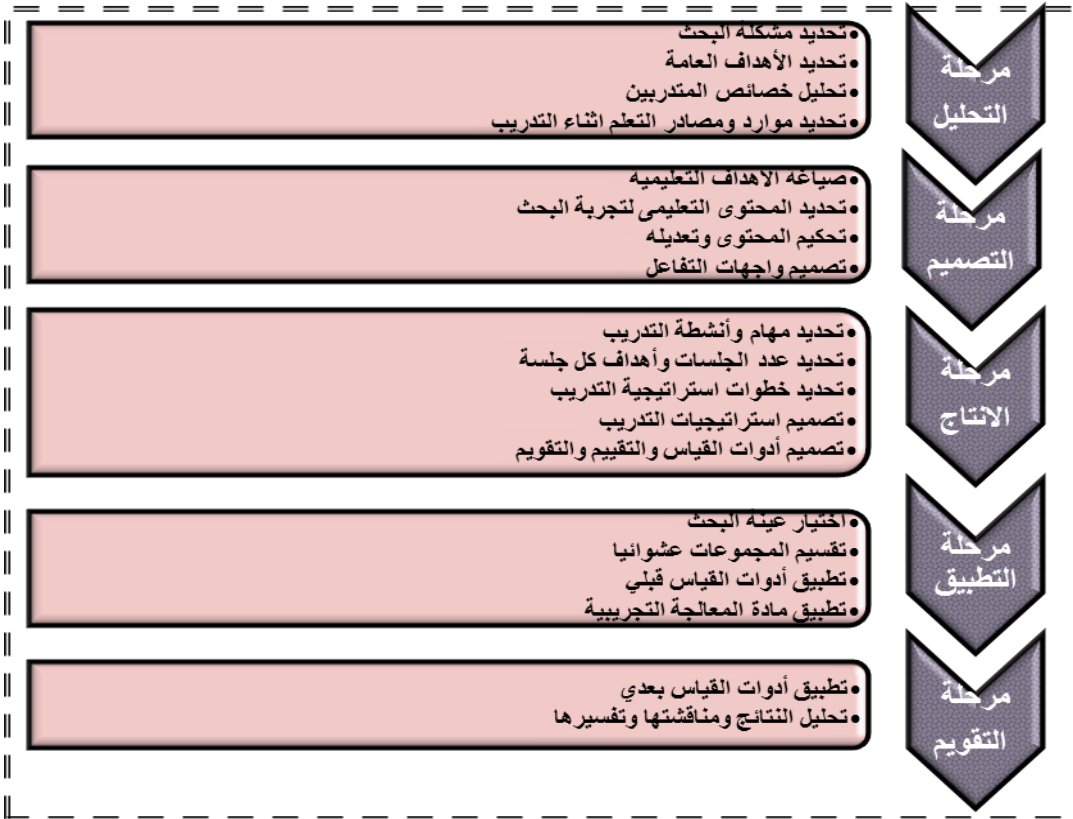 مرحلة
التحليل
•تحديد مشكلة البحث
•تحديد الأهداف العامة
•تحليل خصائص المتدربين
•تحديد موارد ومصادر التعلم اثناء التدريب
مرحلة
التصميم
•صياغة الاهداف التعليمية
•تحديد المحتوى التعليمى لتجربة البحث
•تحكيم المحتوى وتعديله
•تصميم واجهات التفاعل
مرحلة
الانتاج
•تحديد مهام وأنشطة التدريب
•تحديد عدد الجلسات وأهداف كل جلسة
•تحديد خطوات استراتيجية التدريب
•تصميم استراتيجيات التدريب
•تصميم أدوات القياس والتقييم والتقويم
مرحلة
التطبيق
•اختيار عينة البحث
•تقسيم المجموعات عشوائيا
•تطبيق أدوات القياس قبلي
•تطبيق مادة المعالجة التجريبية
مرحلة
التقويم
•تطبيق أدوات القياس بعدي
•تحليل النتائج ومناقشتها وتفسيرها